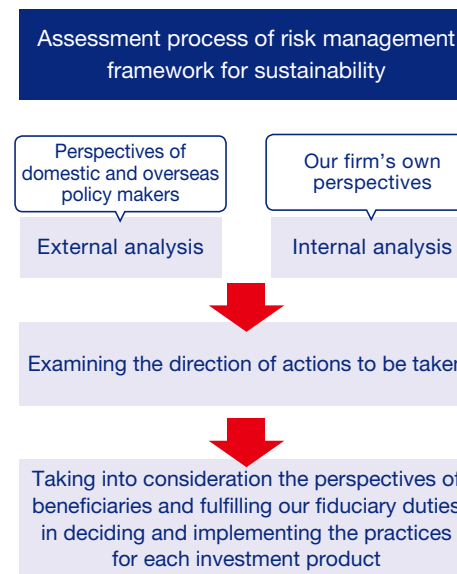 Assessment process of risk management
framework for sustainability
Perspectives of
domestic and overseas
policy makers
Our firm's own
perspectives
External analysis
Internal analysis
Examining the direction of actions to be taken
Taking into consideration the perspectives of
beneficiaries and fulfilling our fiduciary duties
in deciding and implementing the practices
for each investment product